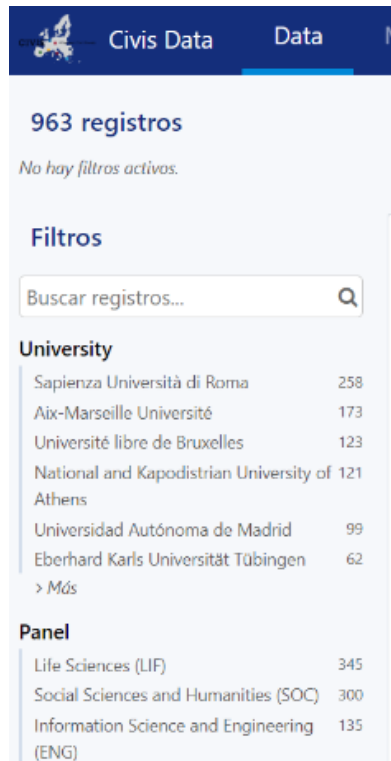 Civis Data Data
963 registros
No hay filtros activos.
Filtros
Buscar registros...
University
Sapienza Università di Roma 258
Aix-Marseille Université 173
Université libre de Bruxelles 123
National and Kapodistrian University of 121
Athens
Universidad Autónoma de Madrid 99
Eberhard Karls Universität Tübingen 62
> Más
Panel
Life Sciences (LIF) 345
Social Sciences and Humanities (SOC) 300
Information Science and Engineering 135
(ENG)